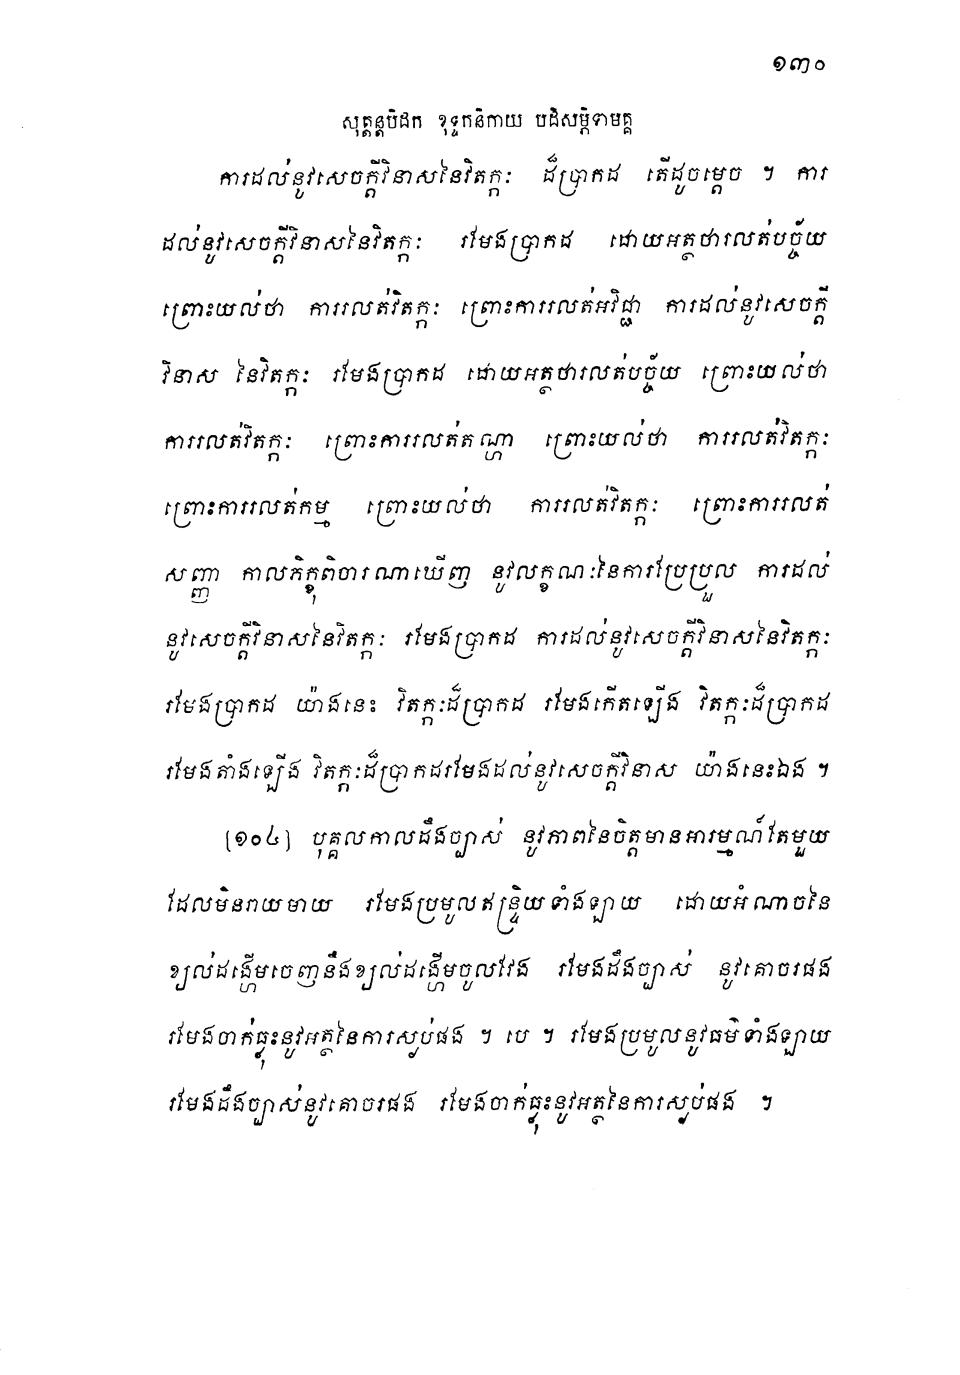 ១៣០
សុត្តន្តបិដក ខុទ្ទកនិកាយ បដិសម្ភិទាមគ្គ
ការដល់នូវសេចក្តីវិនាសនៃវិតក្កៈ ដ៏ប្រាកដ តើដូចម្តេច ។ ការ
ដល់នូវសេចក្តីវិនាសនៃវិតក្កៈ រមែងប្រាកដ ដោយអត្ថថារលត់បច្ច័យ
ព្រោះយល់ថា ការរលត់វិតក្កៈ ព្រោះការរលត់អវិជ្ជា ការដល់នូវសេចក្តី
វិនាស នៃវិតក្កៈ រមែងប្រាកដ ដោយអត្ថថារលត់បច្ច័យ ព្រោះយល់ថា
ការរលត់វិតក្កៈ ព្រោះការរលត់តណ្ហា ព្រោះយល់ថា ការរលត់វិតក្កៈ
ព្រោះការរលត់កម្ម ព្រោះយល់ថា ការរលត់វិតក្កៈ ព្រោះការរលត់
សញ្ញា កាលភិក្ខុពិចារណាឃើញ នូវលក្ខណៈនៃការប្រែប្រួល ការដល់
នូវសេចក្តីវិនាសនៃវិតក្កៈ រមែងប្រាកដ ការដល់នូវសេចក្តីវិនាសនៃវិតក្កៈ
រមែងប្រាកដ យ៉ាងនេះ វិតក្កៈដ៏ប្រាកដ រមែងកើតឡើង វិតក្កៈដ៏ប្រាកដ
រមែងតាំងឡើង វិតក្កៈដ៏ប្រាកដរមែងដល់នូវសេចក្តីវិនាស យ៉ាងនេះឯង ។
[១០៤] បុគ្គលកាលដឹងច្បាស់ នូវភាពនៃចិត្តមានអារម្មណ៍តែមួយ
ដែលមិនរាយមាយ រមែងប្រមូលឥន្ទ្រិយទាំងឡាយ ដោយអំណាចនៃ
ខ្យល់ដង្ហើមចេញនឹងខ្យល់ដង្ហើមចូលវែង រមែងដឹងច្បាស់ នូវគោចរផង
រមែងចាក់ធ្លុះនូវអត្ថនៃការស្ងប់ផង ។ បេ ។ រមែងប្រមូលនូវធម៌ទាំងឡាយ
រមែងដឹងច្បាស់នូវគោចរផង រមែងចាក់ធ្លុះនូវអត្ថនៃការស្ងប់ផង ។